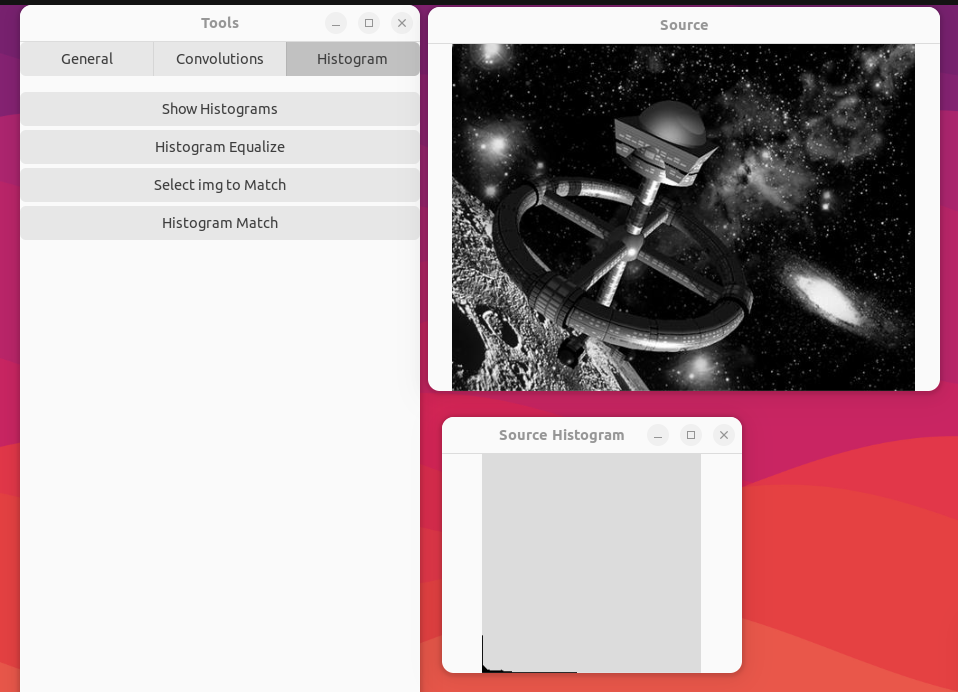 Tools
General
Convolutions
Histogram
Show Histograms
Histogram Equalize
Select img to Match
Histogram Match
Source
Source Histogram